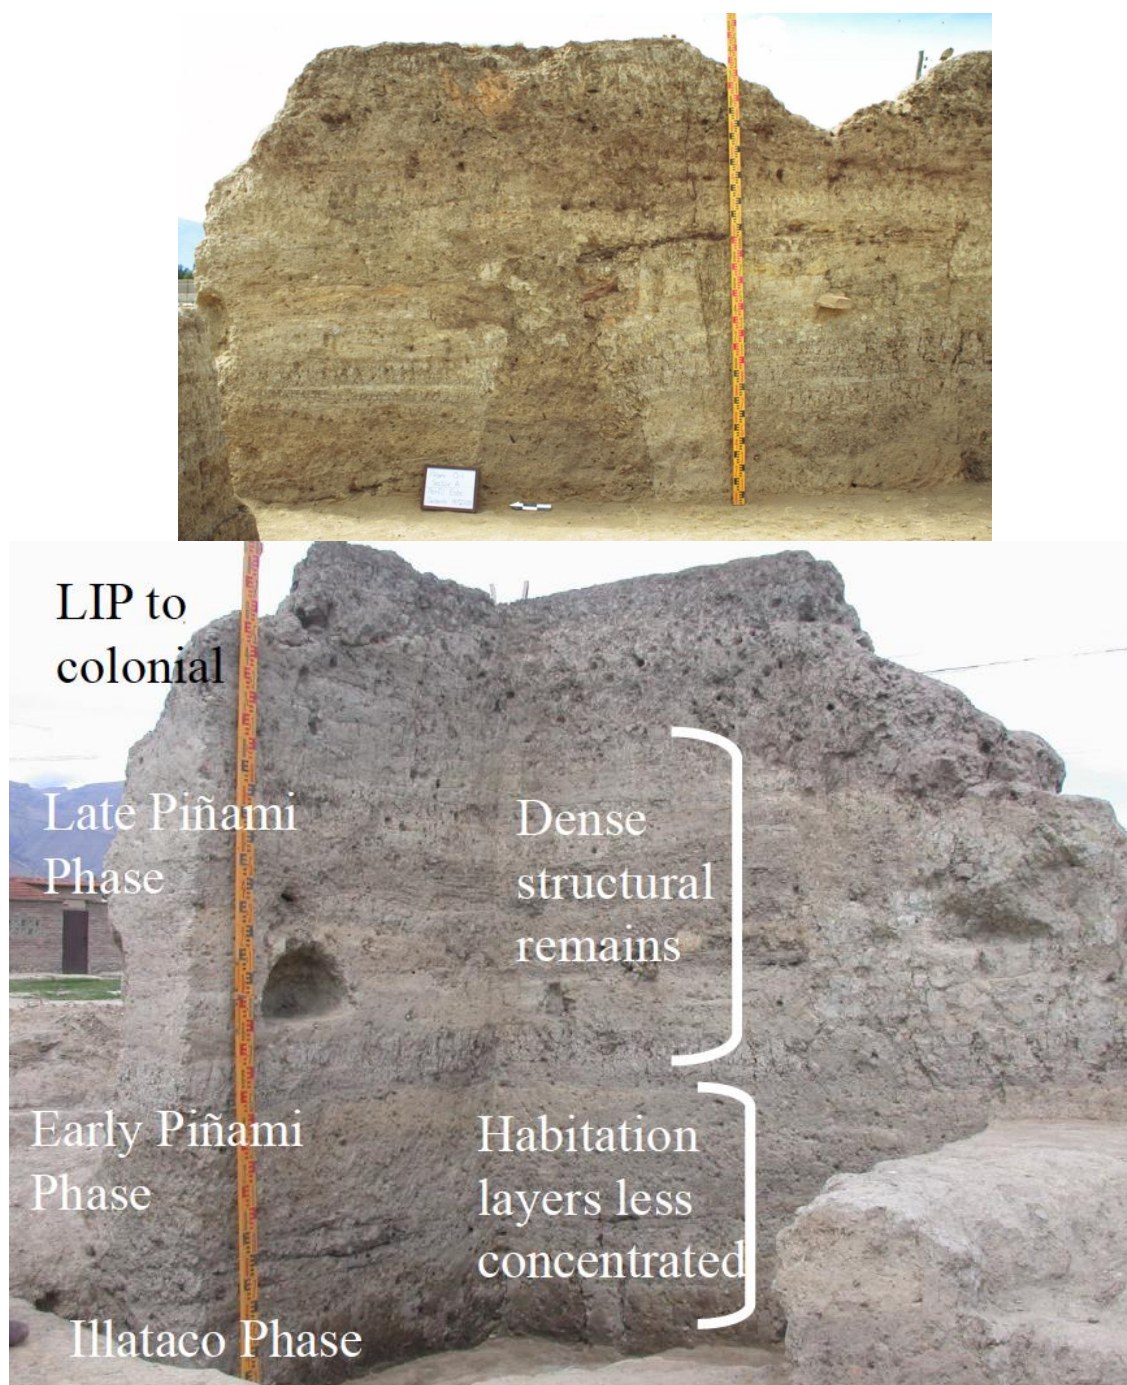 LIP to
colonial
Late Piñami
Phase
Dense
structural
remains
Early Piñami
Phase
Habitation
layers less
concentrated
Illataco Phase